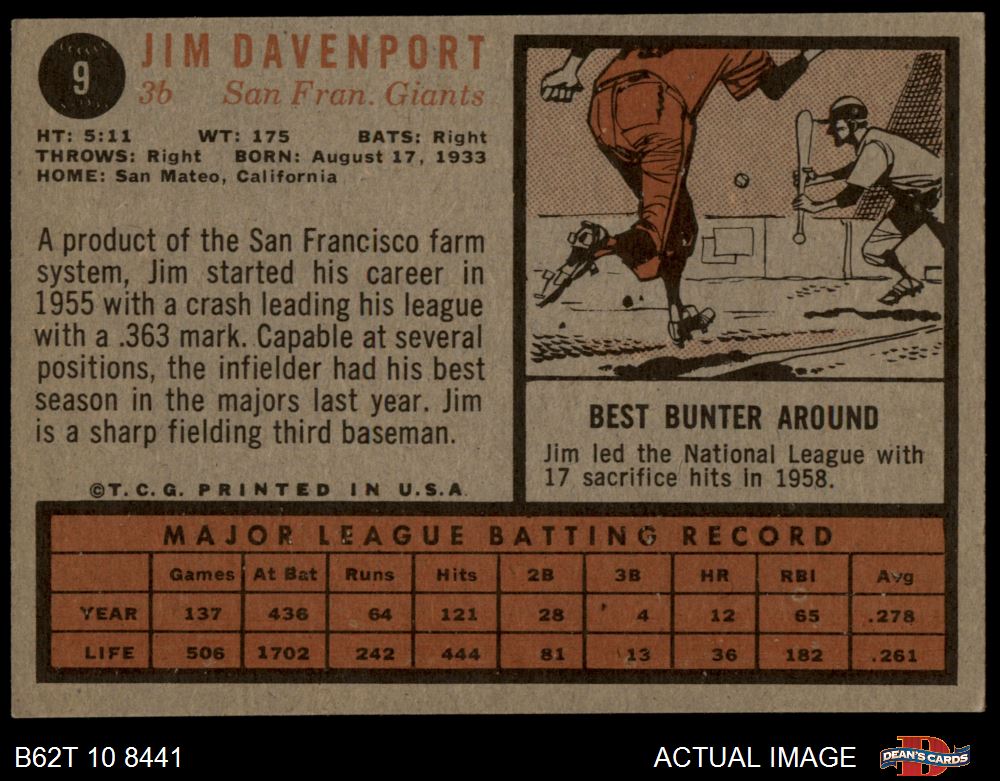 9
JIM DAVENPORT
3b San Fran. Giants
HT: 5:11 WT: 175 BATS: Right
THROWS: Right BORN: August 17, 1933
HOME: San Mateo, California
A product of the San Francisco farm
system, Jim started his career in
1955 with a crash leading his league
with a .363 mark. Capable at several
positions, the infielder had his best
season in the majors last year. Jim
is a sharp fielding third baseman.
©T.C.G. PRINTED IN U.S.A.
BEST BUNTER AROUND
Jim led the National League with
17 sacrifice hits in 1958.
MAJOR LEAGUE BATTING RECORD
Games At Bat Runs Hits 2B 3B HR RBI Avg
YEAR 137 436 64 121 28 4 12 65 .278
LIFE 506 1702 242 444 81 13 36 182 .261
B62T 10 8441
ACTUAL IMAGE
DEAN'S CARDS